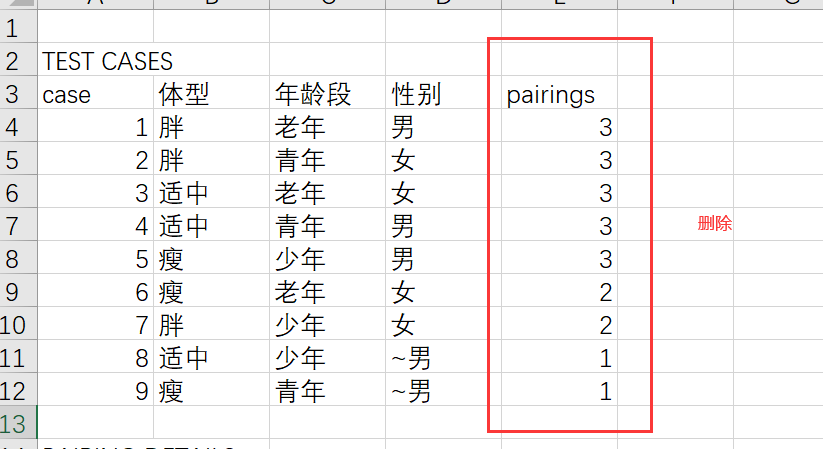 1
2 TEST CASES
3 case 体型 年龄段 性别 pairings
4 1 胖 老年 男 3
5 2 胖 青年 女 3
6 3 适中 老年 女 3
7 4 适中 青年 男 3 删除
8 5 瘦 少年 男 3
9 6 瘦 老年 女 2
10 7 胖 少年 女 2
11 8 适中 少年 ~男 1
12 9 瘦 青年 ~男 1
13